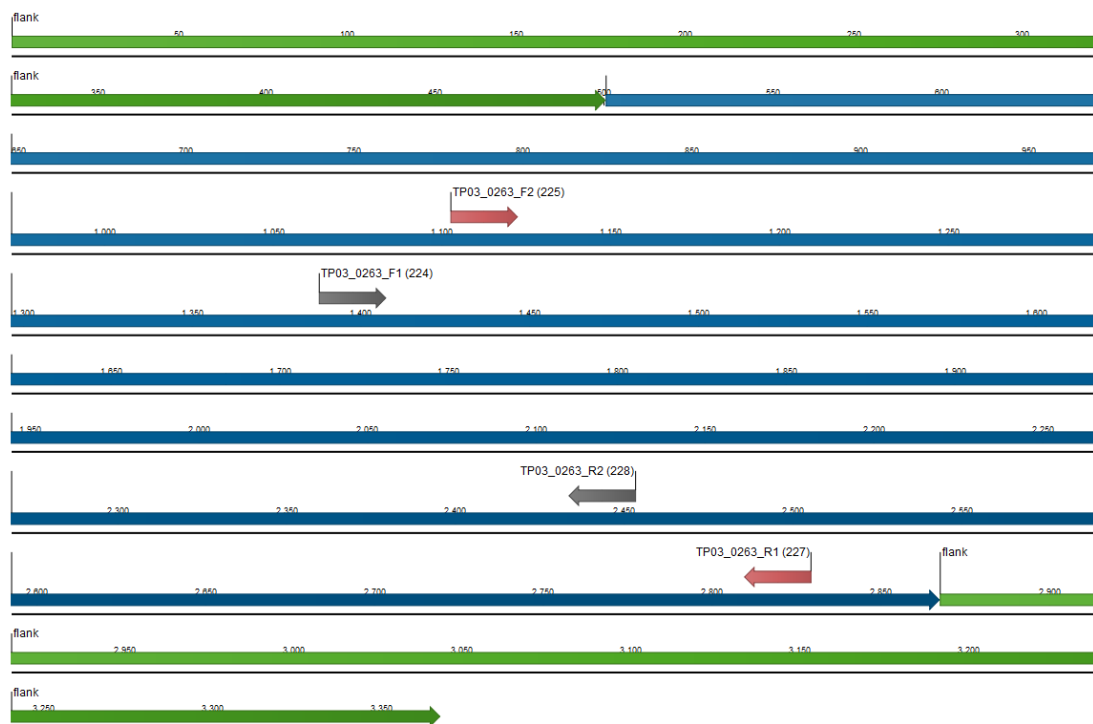 flank
50 100 150 200 250 300
flank
350 400 450 500 550 600
650 700 750 800 850 900 950
TP03_0263_F2 (225)
1.000 1.050 1.100 1.150 1.200 1.250
TP03_0263_F1 (224)
1.300 1.350 1.400 1.450 1.500 1.550 1.600
1.650 1.700 1.750 1.800 1.850 1.900
1.950 2.000 2.050 2.100 2.150 2.200 2.250
TP03_0263_R2 (228)
2.300 2.350 2.400 2.450 2.500 2.550
TP03_0263_R1 (227) flank
2.600 2.650 2.700 2.750 2.800 2.850 2.900
flank
2.950 3.000 3.050 3.100 3.150 3.200
flank
3.250 3.300 3.350